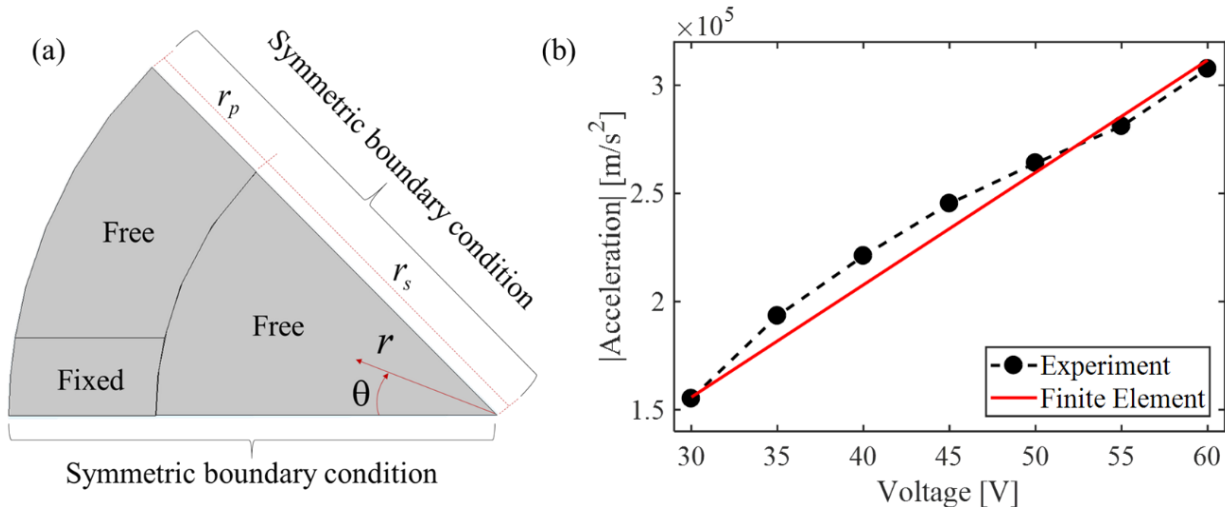 (a)
Symmetric boundary condition
r_p
r_s
Free
Free
Fixed
r
θ
Symmetric boundary condition
(b)
×10^5
|Acceleration| [m/s^2]
3
2.5
2
1.5
30 35 40 45 50 55 60
Voltage [V]
Experiment
Finite Element